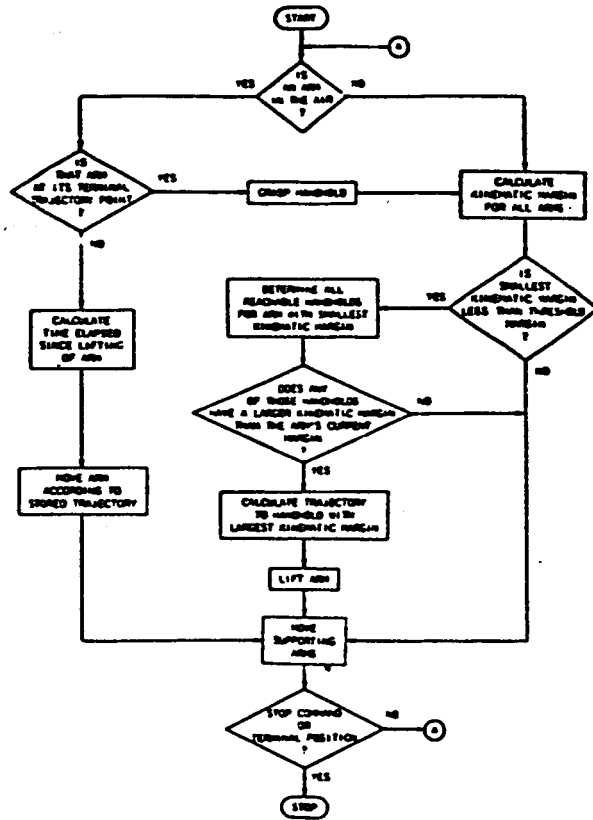 START
A
IS
AN ARM
IN THE AIR
?
YES
NO
IS
THAT ARM
AT ITS TERMINAL
TRAJECTORY POINT
?
YES
NO
GRASP HANDHOLD
CALCULATE
KINEMATIC MARGIN
FOR ALL ARMS
IS
SMALLEST
KINEMATIC MARGIN
LESS THAN THRESHOLD
MARGIN
?
YES
NO
DETERMINE ALL
REACHABLE HANDHOLDS
FOR ARM WITH SMALLEST
KINEMATIC MARGIN
CALCULATE
TIME ELAPSED
SINCE LIFTING
OF ARM
DOES ANY
OF THOSE HANDHOLDS
HAVE A LARGER KINEMATIC MARGIN
THAN THE ARM'S CURRENT
MARGIN
?
NO
YES
MOVE ARM
ACCORDING TO
STORED TRAJECTORY
CALCULATE TRAJECTORY
TO HANDHOLD WITH
LARGEST KINEMATIC MARGIN
LIFT ARM
MOVE
SUPPORTING
ARMS
STOP COMMAND
OR
TERMINAL POSITION
?
NO
A
YES
STOP